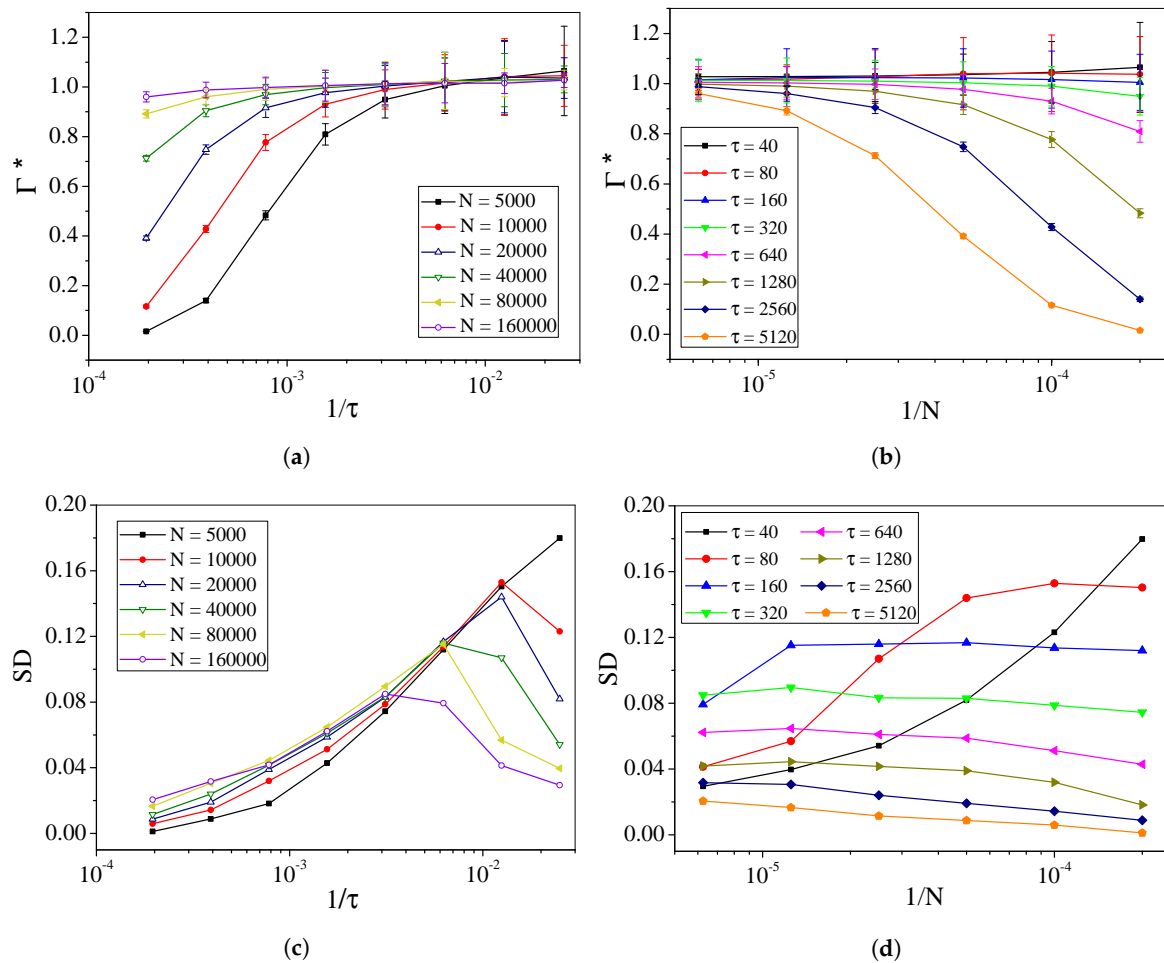 1.2
1.0
0.8
0.6
0.4
0.2
0.0
Γ *
N = 5000
N = 10000
N = 20000
N = 40000
N = 80000
N = 160000
10-4
10-3
10-2
1/τ
(a)
1.2
1.0
0.8
0.6
0.4
0.2
0.0
Γ *
τ = 40
τ = 80
τ = 160
τ = 320
τ = 640
τ = 1280
τ = 2560
τ = 5120
10-5
10-4
1/N
(b)
0.20
0.16
0.12
0.08
0.04
0.00
SD
N = 5000
N = 10000
N = 20000
N = 40000
N = 80000
N = 160000
10-4
10-3
10-2
1/τ
(c)
0.20
0.16
0.12
0.08
0.04
0.00
SD
τ = 40 τ = 640
τ = 80 τ = 1280
τ = 160 τ = 2560
τ = 320 τ = 5120
10-5
10-4
1/N
(d)